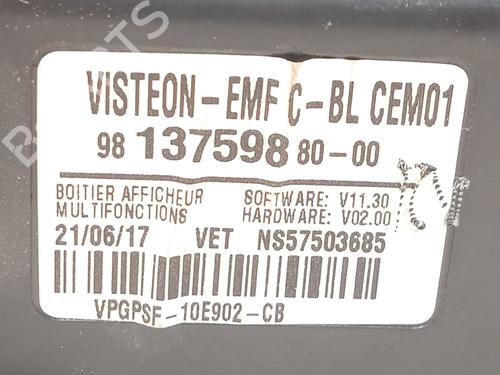 VISTEON-EMF C-BL CEM01
98 137598 80-00
BOITIER AFFICHEUR SOFTWARE: V11.30
MULTIFONCTIONS HARDWARE: V02.00
21/06/17 VET NS57503685
VPGPSF-10E902-CB